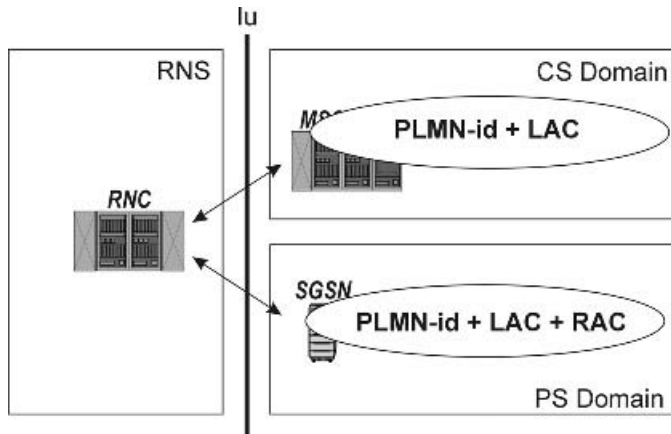 Iu
RNS
CS Domain
PLMN-id + LAC
RNC
SGSN
PLMN-id + LAC + RAC
PS Domain